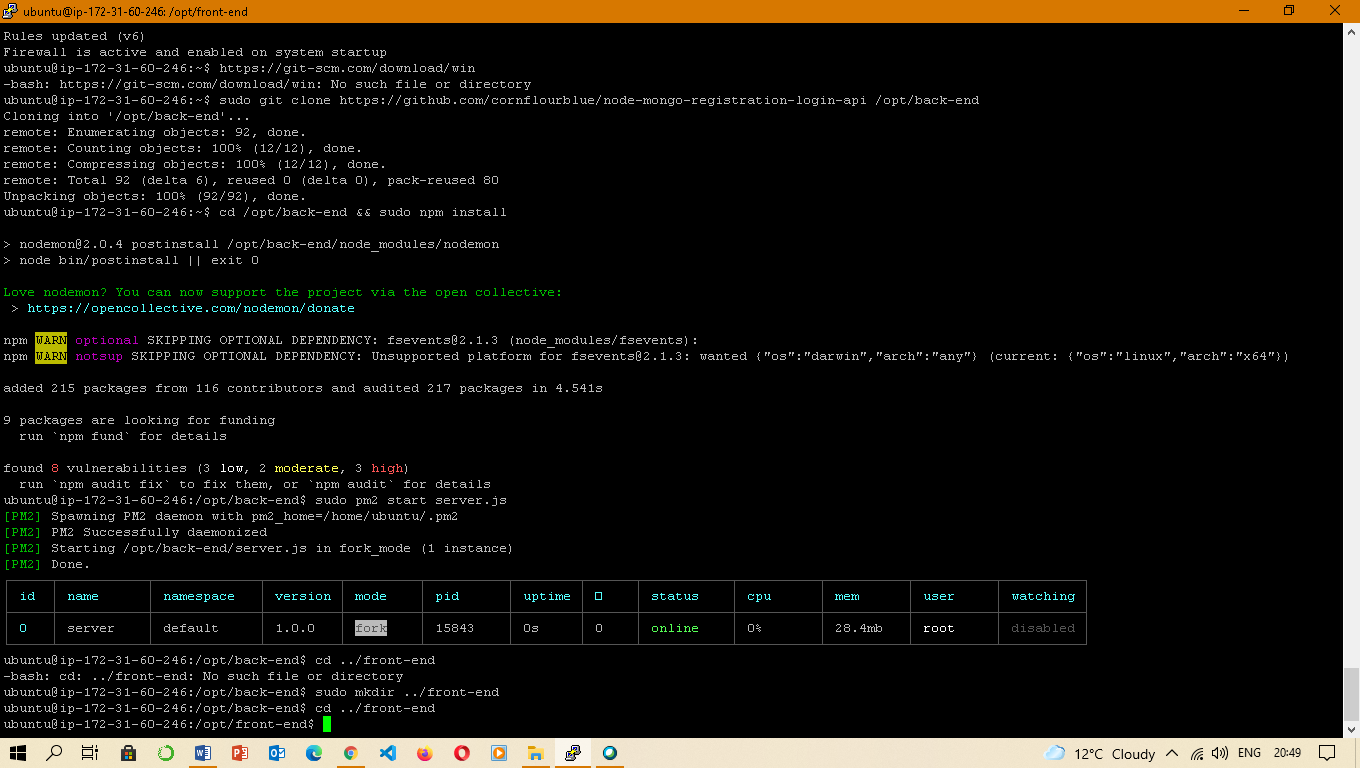 ubuntu@ip-172-31-60-246: /opt/front-end
Rules updated (v6)
Firewall is active and enabled on system startup
ubuntu@ip-172-31-60-246:~$ https://git-scm.com/download/win
-bash: https://git-scm.com/download/win: No such file or directory
ubuntu@ip-172-31-60-246:~$ sudo git clone https://github.com/cornflourblue/node-mongo-registration-login-api /opt/back-end
Cloning into '/opt/back-end'...
remote: Enumerating objects: 92, done.
remote: Counting objects: 100% (12/12), done.
remote: Compressing objects: 100% (12/12), done.
remote: Total 92 (delta 6), reused 0 (delta 0), pack-reused 80
Unpacking objects: 100% (92/92), done.
ubuntu@ip-172-31-60-246:~$ cd /opt/back-end && sudo npm install
> nodemon@2.0.4 postinstall /opt/back-end/node_modules/nodemon
> node bin/postinstall || exit 0
Love nodemon? You can now support the project via the open collective:
> https://opencollective.com/nodemon/donate
npm WARN optional SKIPPING OPTIONAL DEPENDENCY: fsevents@2.1.3 (node_modules/fsevents):
npm WARN notsup SKIPPING OPTIONAL DEPENDENCY: Unsupported platform for fsevents@2.1.3: wanted {"os":"darwin","arch":"any"} (current: {"os":"linux","arch":"x64"})
added 215 packages from 116 contributors and audited 217 packages in 4.541s
9 packages are looking for funding
run `npm fund` for details
found 8 vulnerabilities (3 low, 2 moderate, 3 high)
run `npm audit fix` to fix them, or `npm audit` for details
ubuntu@ip-172-31-60-246:/opt/back-end$ sudo pm2 start server.js
[PM2] Spawning PM2 daemon with pm2_home=/home/ubuntu/.pm2
[PM2] PM2 Successfully daemonized
[PM2] Starting /opt/back-end/server.js in fork_mode (1 instance)
[PM2] Done.
id name namespace version mode pid uptime □ status cpu mem user watching
0 server default 1.0.0 fork 15843 0s 0 online 0% 28.4mb root disabled
ubuntu@ip-172-31-60-246:/opt/back-end$ cd ../front-end
-bash: cd: ../front-end: No such file or directory
ubuntu@ip-172-31-60-246:/opt/back-end$ sudo mkdir ../front-end
ubuntu@ip-172-31-60-246:/opt/back-end$ cd ../front-end
ubuntu@ip-172-31-60-246:/opt/front-end$
12°C Cloudy ENG 20:49